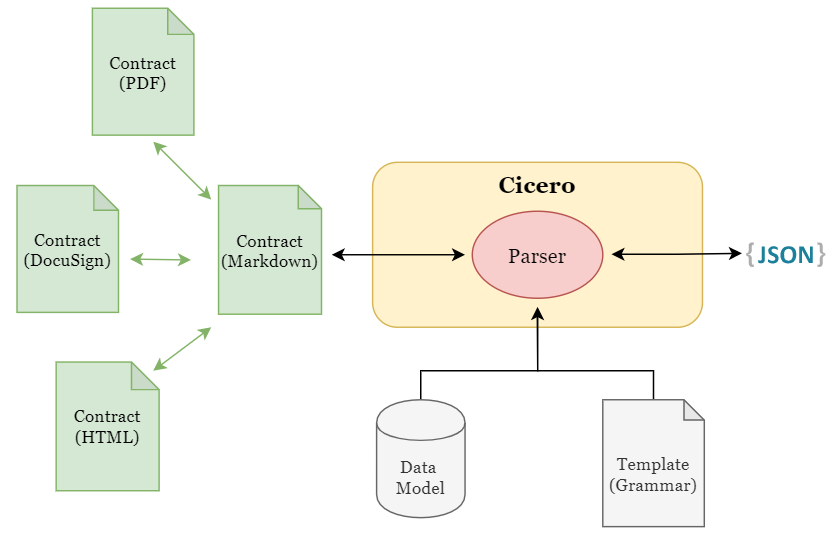 Contract
(PDF)
Contract
(DocuSign)
Contract
(Markdown)
Contract
(HTML)
Cicero
Parser
{JSON}
Data
Model
Template
(Grammar)